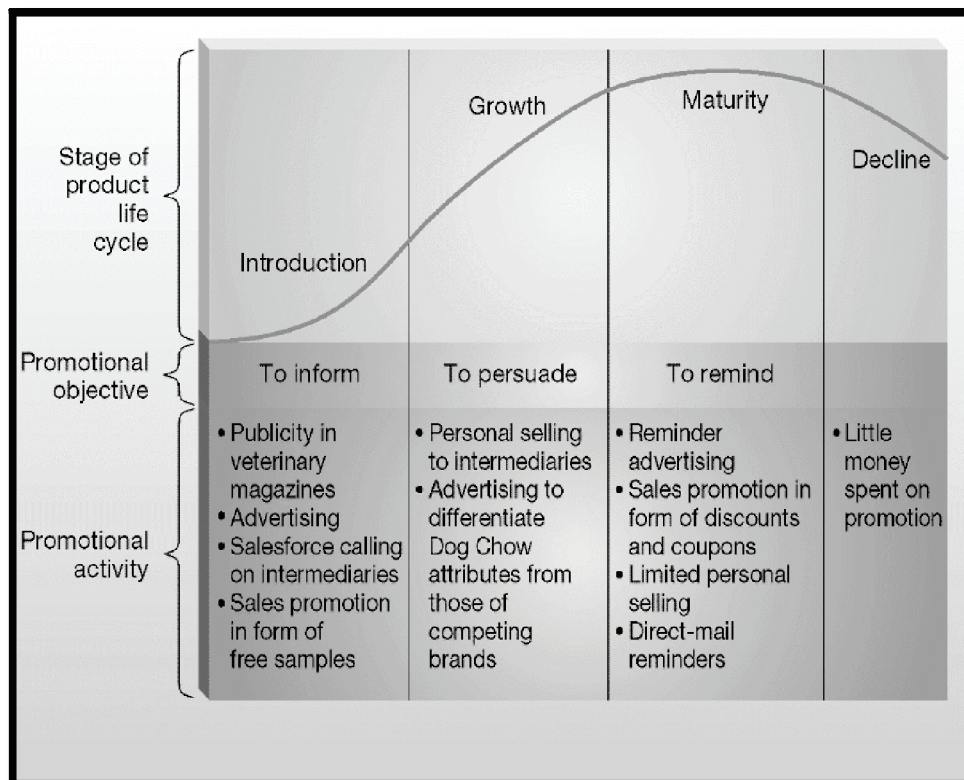 Stage of
product
life
cycle
Introduction
Growth
Maturity
Decline
Promotional
objective
To inform
To persuade
To remind
Promotional
activity
• Publicity in
veterinary
magazines
• Advertising
• Salesforce calling
on intermediaries
• Sales promotion
in form of
free samples
• Personal selling
to intermediaries
• Advertising to
differentiate
Dog Chow
attributes from
those of
competing
brands
• Reminder
advertising
• Sales promotion in
form of discounts
and coupons
• Limited personal
selling
• Direct-mail
reminders
• Little
money
spent on
promotion